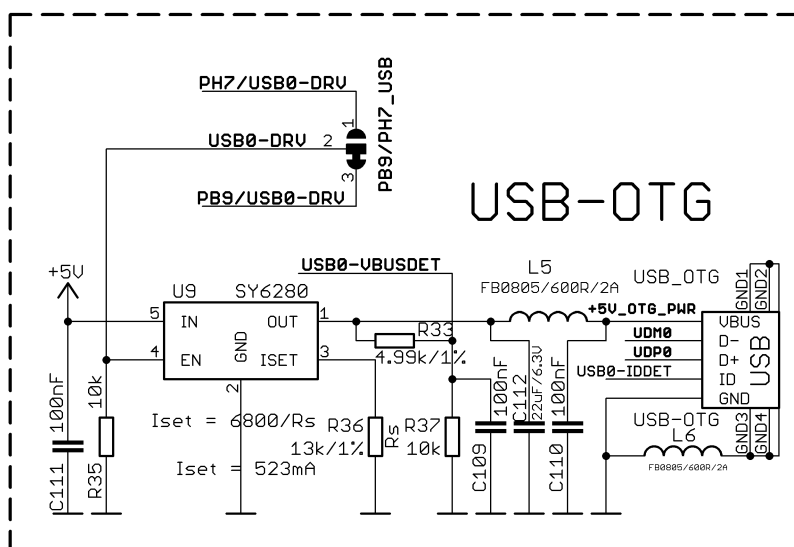 PH7/USB0-DRV
1
USB0-DRV
2
PB9/PH7_USB
3
PB9/USB0-DRV
USB-OTG
USB0-VBUSDET
L5
FB0805/600R/2A
USB_OTG
+5V
U9
SY6280
+5V_OTG_PWR
GND1
GND2
5
IN
OUT
1
VBUS
UDM0
D-
R33
4.99k/1%
4
EN
GND
ISET
3
UDP0
D+
USB
USB0-IDDET
ID
GND
2
100nF
C111
10k
R35
Iset = 6800/Rs
Iset = 523mA
R36
13k/1%
Rs
R37
10k
100nF
C109
C112
22uF/6.3V
100nF
C110
USB-OTG
L6
FB0805/600R/2A
GND3
GND4